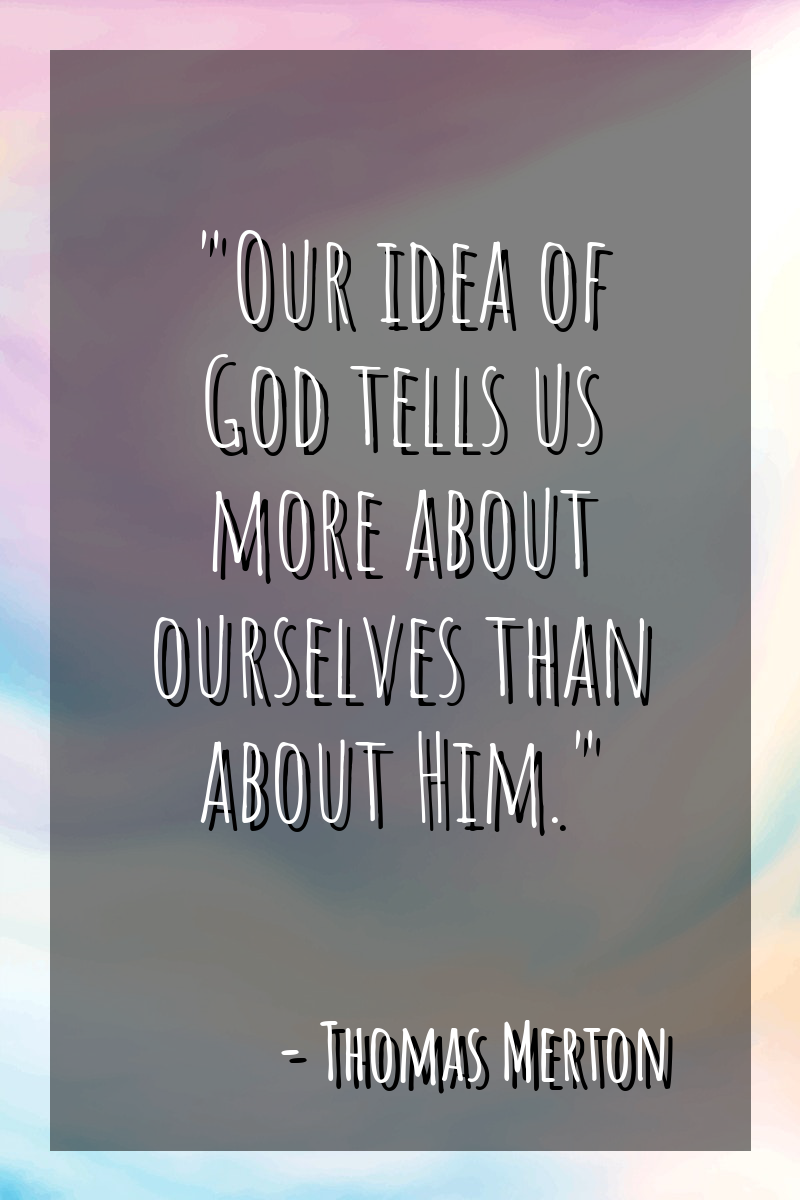 "Our idea of
God tells us
more about
ourselves than
about Him."
- Thomas Merton